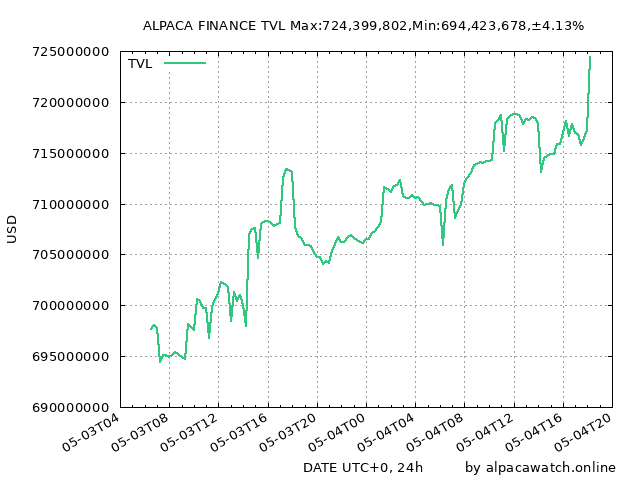 ALPACA FINANCE TVL Max:724,399,802,Min:694,423,678,±4.13%
TVL
725000000
720000000
715000000
710000000
705000000
700000000
695000000
690000000
USD
05-03T04
05-03T08
05-03T12
05-03T16
05-03T20
05-04T00
05-04T04
05-04T08
05-04T12
05-04T16
05-04T20
DATE UTC+0, 24h
by alpacawatch.online